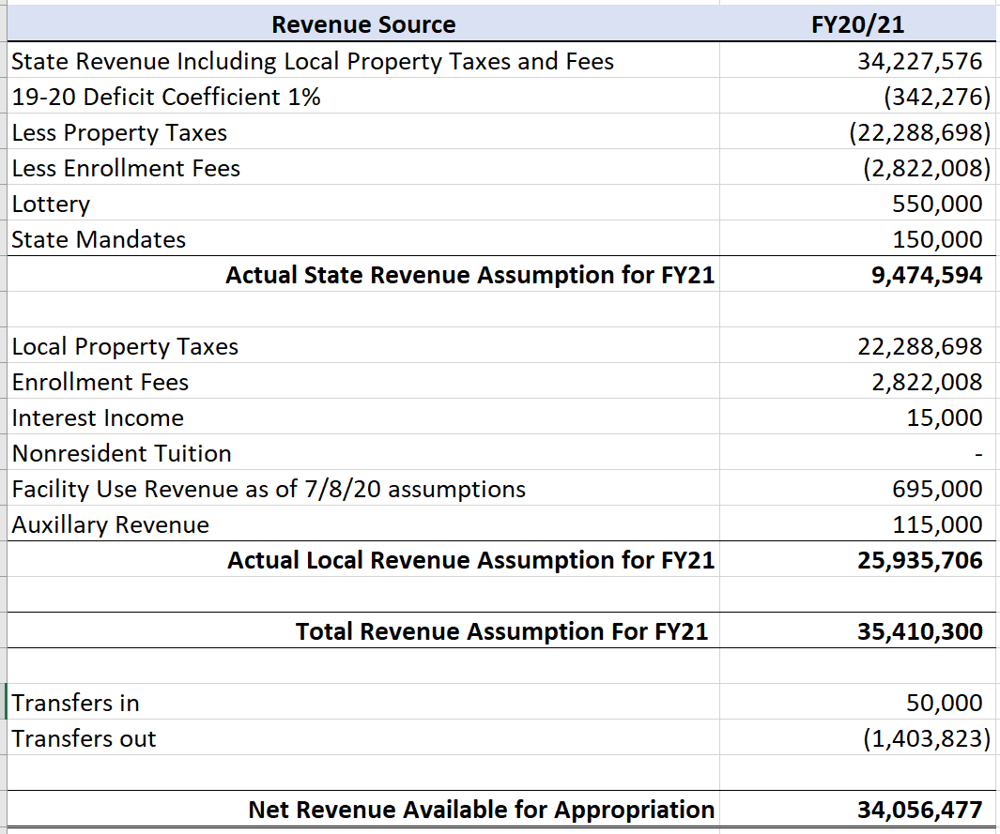 Revenue Source FY20/21
State Revenue Including Local Property Taxes and Fees 34,227,576
19-20 Deficit Coefficient 1% (342,276)
Less Property Taxes (22,288,698)
Less Enrollment Fees (2,822,008)
Lottery 550,000
State Mandates 150,000
Actual State Revenue Assumption for FY21 9,474,594
Local Property Taxes 22,288,698
Enrollment Fees 2,822,008
Interest Income 15,000
Nonresident Tuition -
Facility Use Revenue as of 7/8/20 assumptions 695,000
Auxillary Revenue 115,000
Actual Local Revenue Assumption for FY21 25,935,706
Total Revenue Assumption For FY21 35,410,300
Transfers in 50,000
Transfers out (1,403,823)
Net Revenue Available for Appropriation 34,056,477